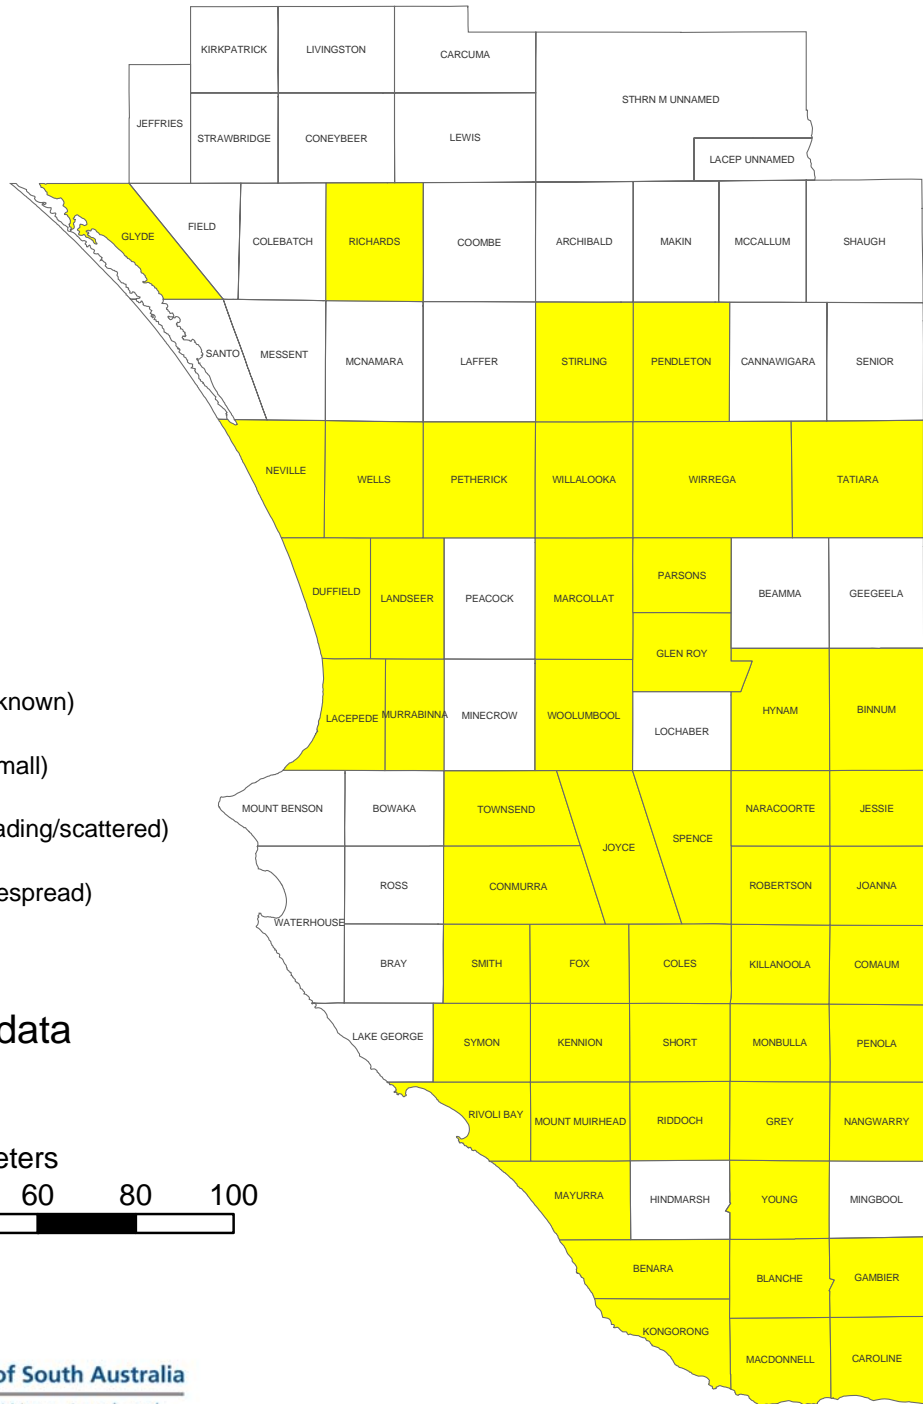 KIRKPATRICK
LIVINGSTON
CARCUMA
STHRN M UNNAMED
JEFFRIES
STRAWBRIDGE
CONEYBEER
LEWIS
LACEP UNNAMED
GLYDE
FIELD
COLEBATCH
RICHARDS
COOMBE
ARCHIBALD
MAKIN
MCCALLUM
SHAUGH
SANTO
MESSENT
MCNAMARA
LAFFER
STIRLING
PENDLETON
CANNAWIGARA
SENIOR
NEVILLE
WELLS
PETHERICK
WILLALOOKA
WIRREGA
TATIARA
DUFFIELD
LANDSEER
PEACOCK
MARCOLLAT
PARSONS
BEAMMA
GEEGEELA
GLEN ROY
known)
LACEPEDE
MURRABINNA
MINECROW
WOOLUMBOOL
LOCHABER
HYNAM
BINNUM
mall)
MOUNT BENSON
BOWAKA
TOWNSEND
JOYCE
SPENCE
NARACOORTE
JESSIE
ading/scattered)
ROSS
CONMURRA
ROBERTSON
JOANNA
espread)
WATERHOUSE
BRAY
SMITH
FOX
COLES
KILLANOOLA
COMAUM
data
LAKE GEORGE
SYMON
KENNION
SHORT
MONBULLA
PENOLA
RIVOLI BAY
MOUNT MUIRHEAD
RIDDOCH
GREY
NANGWARRY
eters
60 80 100
MAYURRA
HINDMARSH
YOUNG
MINGBOOL
BENARA
BLANCHE
GAMBIER
KONGORONG
MACDONNELL
CAROLINE
of South Australia